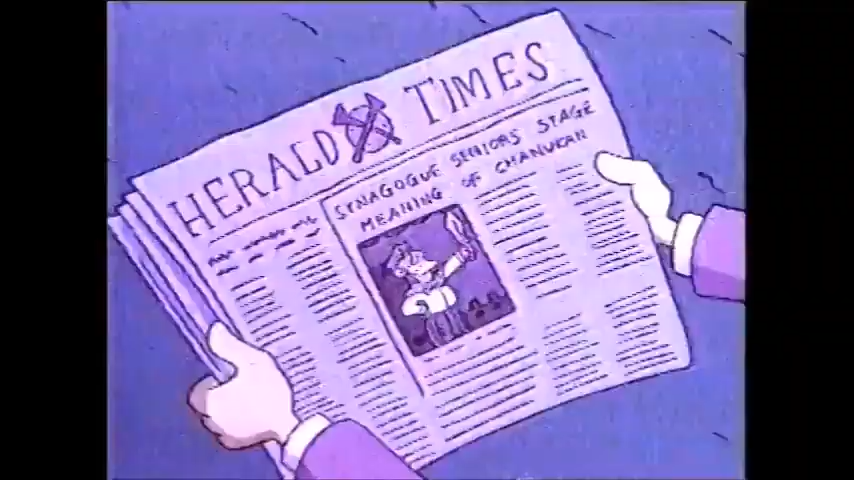 HERALD TIMES
SYNAGOGUE SENIORS STAGE
MEANING OF CHANUKAH